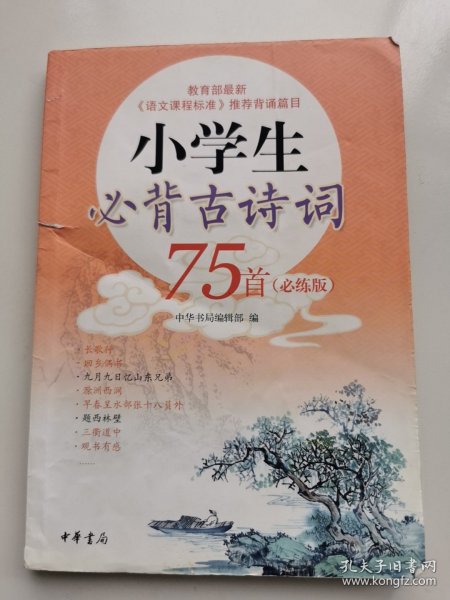 教育部最新
《语文课程标准》推荐背诵篇目
小学生
必背古诗词
75首(必练版)
中华书局编辑部 编
·长歌行
·回乡偶书
·九月九日忆山东兄弟
·滁洲西涧
·早春呈水部张十八员外
·题西林壁
·三衢道中
·观书有感
……
中華書局
孔夫子旧书网
www.kongfz.com